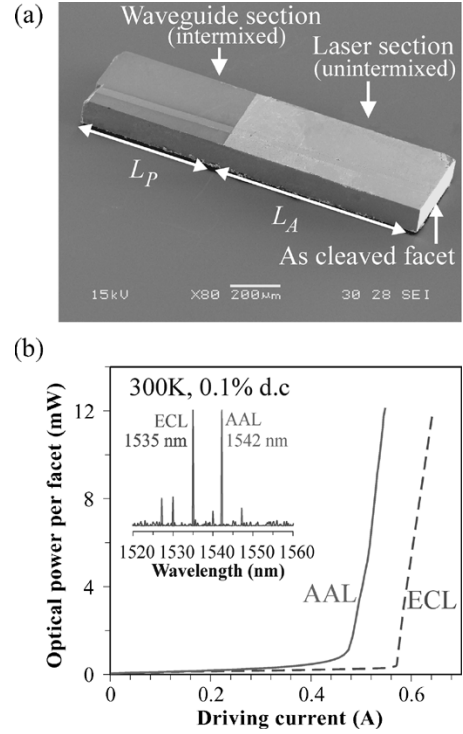 (a)
Waveguide section
(intermixed)
Laser section
(unintermixed)
L_P
L_A
As cleaved facet
15kV
X80 200μm
30 28 SEI
(b)
Optical power per facet (mW)
12
8
4
0
300K, 0.1% d.c
ECL
1535 nm
AAL
1542 nm
1520 1530 1540 1550 1560
Wavelength (nm)
AAL
ECL
0 0.2 0.4 0.6
Driving current (A)